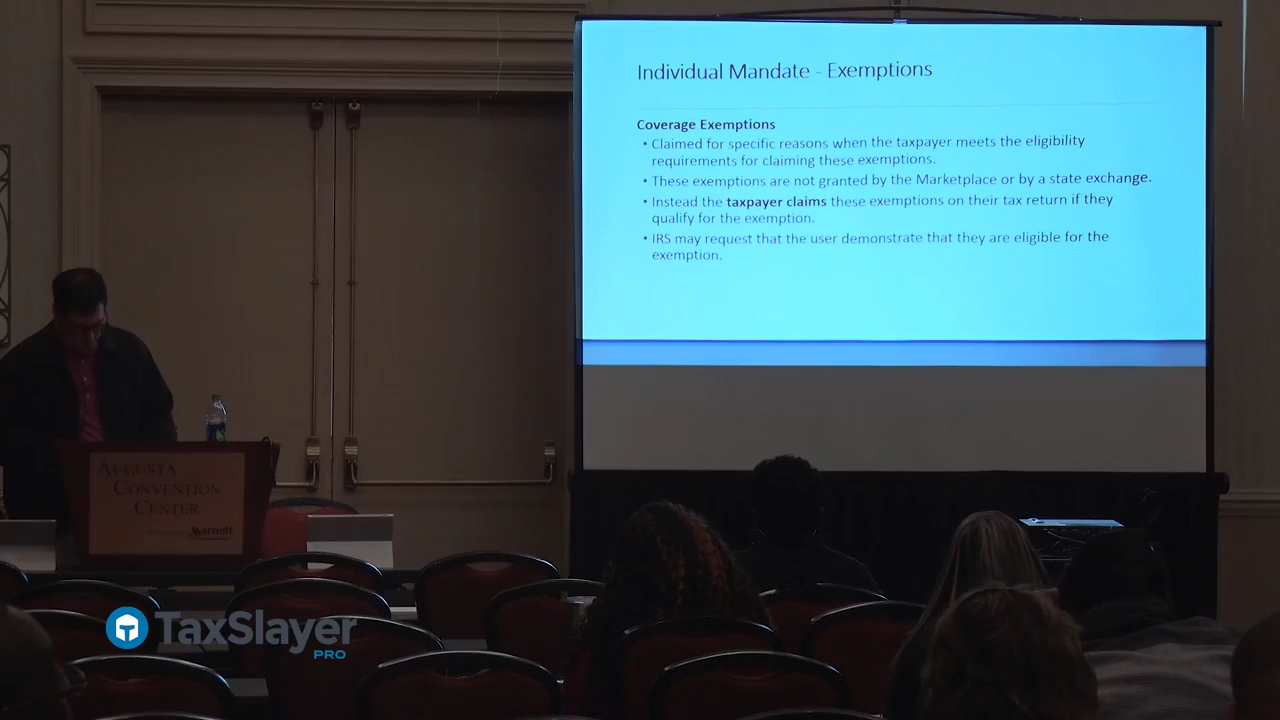 Individual Mandate - Exemptions
Coverage Exemptions
• Claimed for specific reasons when the taxpayer meets the eligibility
requirements for claiming these exemptions.
• These exemptions are not granted by the Marketplace or by a state exchange.
• Instead the taxpayer claims these exemptions on their tax return if they
qualify for the exemption.
• IRS may request that the user demonstrate that they are eligible for the
exemption.
AUGUSTA
CONVENTION
CENTER
Marriott
TaxSlayer
PRO